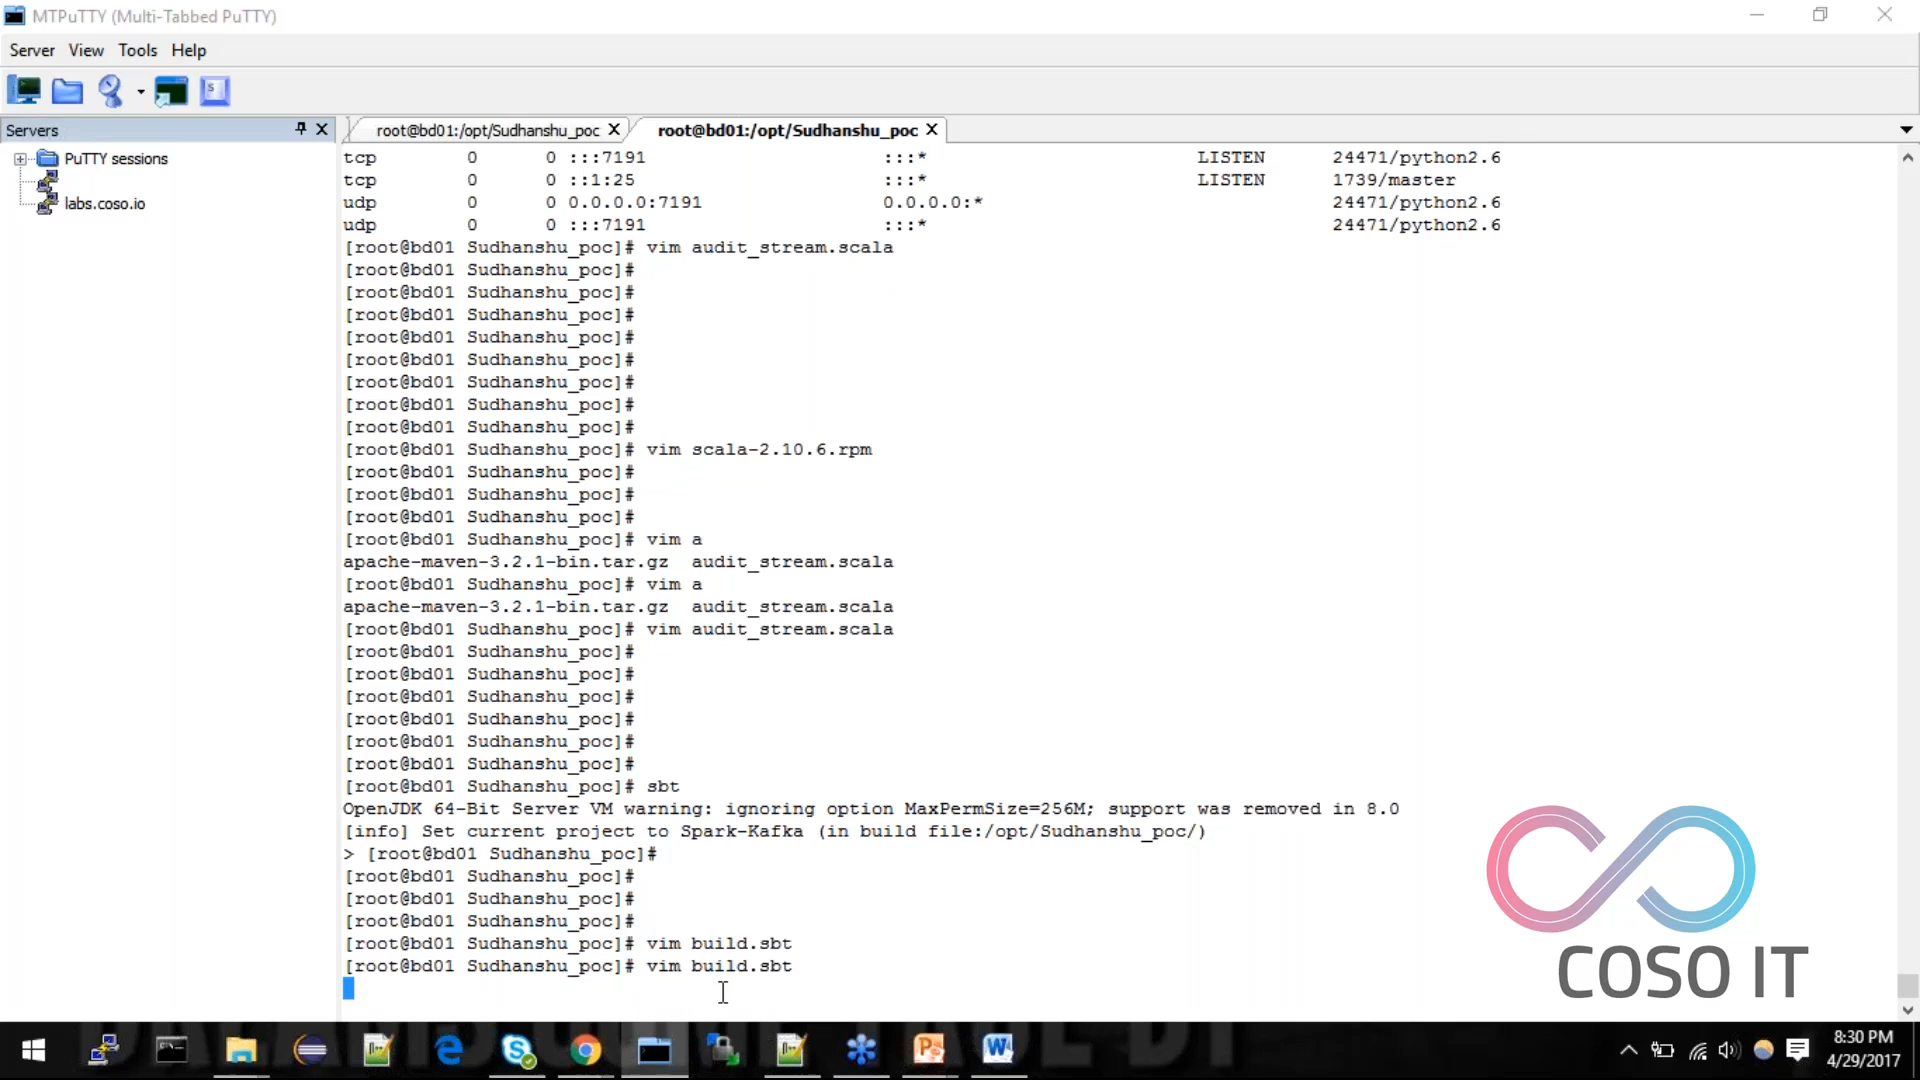 MTPuTTY (Multi-Tabbed PuTTY)
Server View Tools Help
Servers
PuTTY sessions
labs.coso.io
root@bd01:/opt/Sudhanshu_poc
root@bd01:/opt/Sudhanshu_poc
tcp 0 0 :::7191 :::* LISTEN 24471/python2.6
tcp 0 0 ::1:25 :::* LISTEN 1739/master
udp 0 0 0.0.0.0:7191 0.0.0.0:* 24471/python2.6
udp 0 0 :::7191 :::* 24471/python2.6
[root@bd01 Sudhanshu_poc]# vim audit_stream.scala
[root@bd01 Sudhanshu_poc]#
[root@bd01 Sudhanshu_poc]#
[root@bd01 Sudhanshu_poc]#
[root@bd01 Sudhanshu_poc]#
[root@bd01 Sudhanshu_poc]#
[root@bd01 Sudhanshu_poc]#
[root@bd01 Sudhanshu_poc]#
[root@bd01 Sudhanshu_poc]#
[root@bd01 Sudhanshu_poc]# vim scala-2.10.6.rpm
[root@bd01 Sudhanshu_poc]#
[root@bd01 Sudhanshu_poc]#
[root@bd01 Sudhanshu_poc]#
[root@bd01 Sudhanshu_poc]# vim a
apache-maven-3.2.1-bin.tar.gz audit_stream.scala
[root@bd01 Sudhanshu_poc]# vim a
apache-maven-3.2.1-bin.tar.gz audit_stream.scala
[root@bd01 Sudhanshu_poc]# vim audit_stream.scala
[root@bd01 Sudhanshu_poc]#
[root@bd01 Sudhanshu_poc]#
[root@bd01 Sudhanshu_poc]#
[root@bd01 Sudhanshu_poc]#
[root@bd01 Sudhanshu_poc]#
[root@bd01 Sudhanshu_poc]#
[root@bd01 Sudhanshu_poc]# sbt
OpenJDK 64-Bit Server VM warning: ignoring option MaxPermSize=256M; support was removed in 8.0
[info] Set current project to Spark-Kafka (in build file:/opt/Sudhanshu_poc/)
> [root@bd01 Sudhanshu_poc]#
[root@bd01 Sudhanshu_poc]#
[root@bd01 Sudhanshu_poc]#
[root@bd01 Sudhanshu_poc]#
[root@bd01 Sudhanshu_poc]# vim build.sbt
[root@bd01 Sudhanshu_poc]# vim build.sbt
COSO IT
8:30 PM
4/29/2017